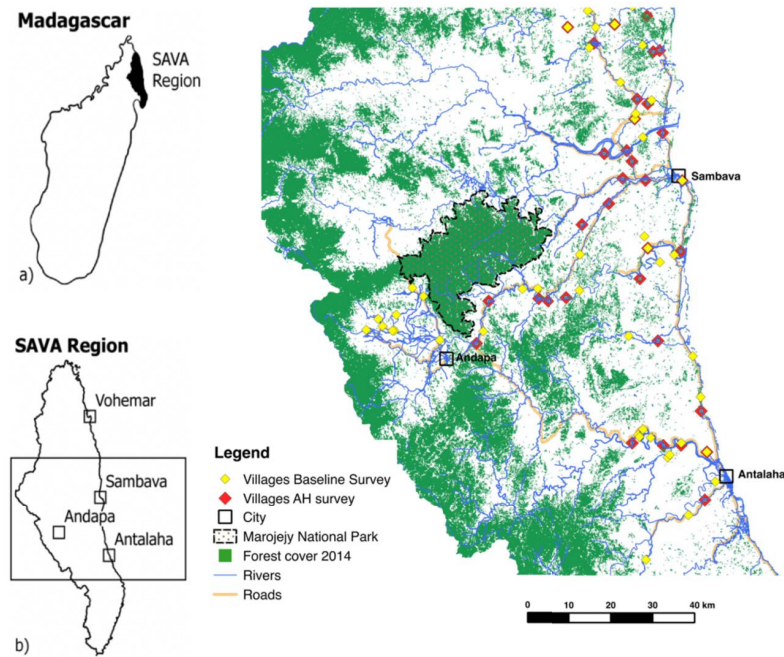 Madagascar
SAVA
Region
a)
SAVA Region
Vohemar
Sambava
Andapa
Antalaha
b)
Sambava
Andapa
Antalaha
Legend
Villages Baseline Survey
Villages AH survey
City
Marojejy National Park
Forest cover 2014
Rivers
Roads
0 10 20 30 40 km